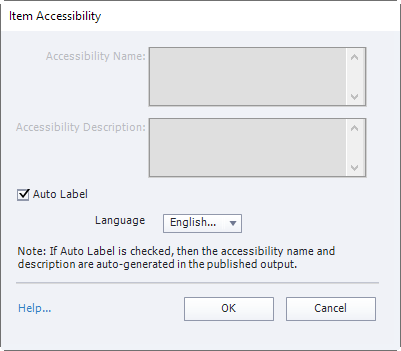 Item Accessibility
Accessibility Name:
Accessibility Description:
Auto Label
Language English...
Note: If Auto Label is checked, then the accessibility name and
description are auto-generated in the published output.
Help... OK Cancel